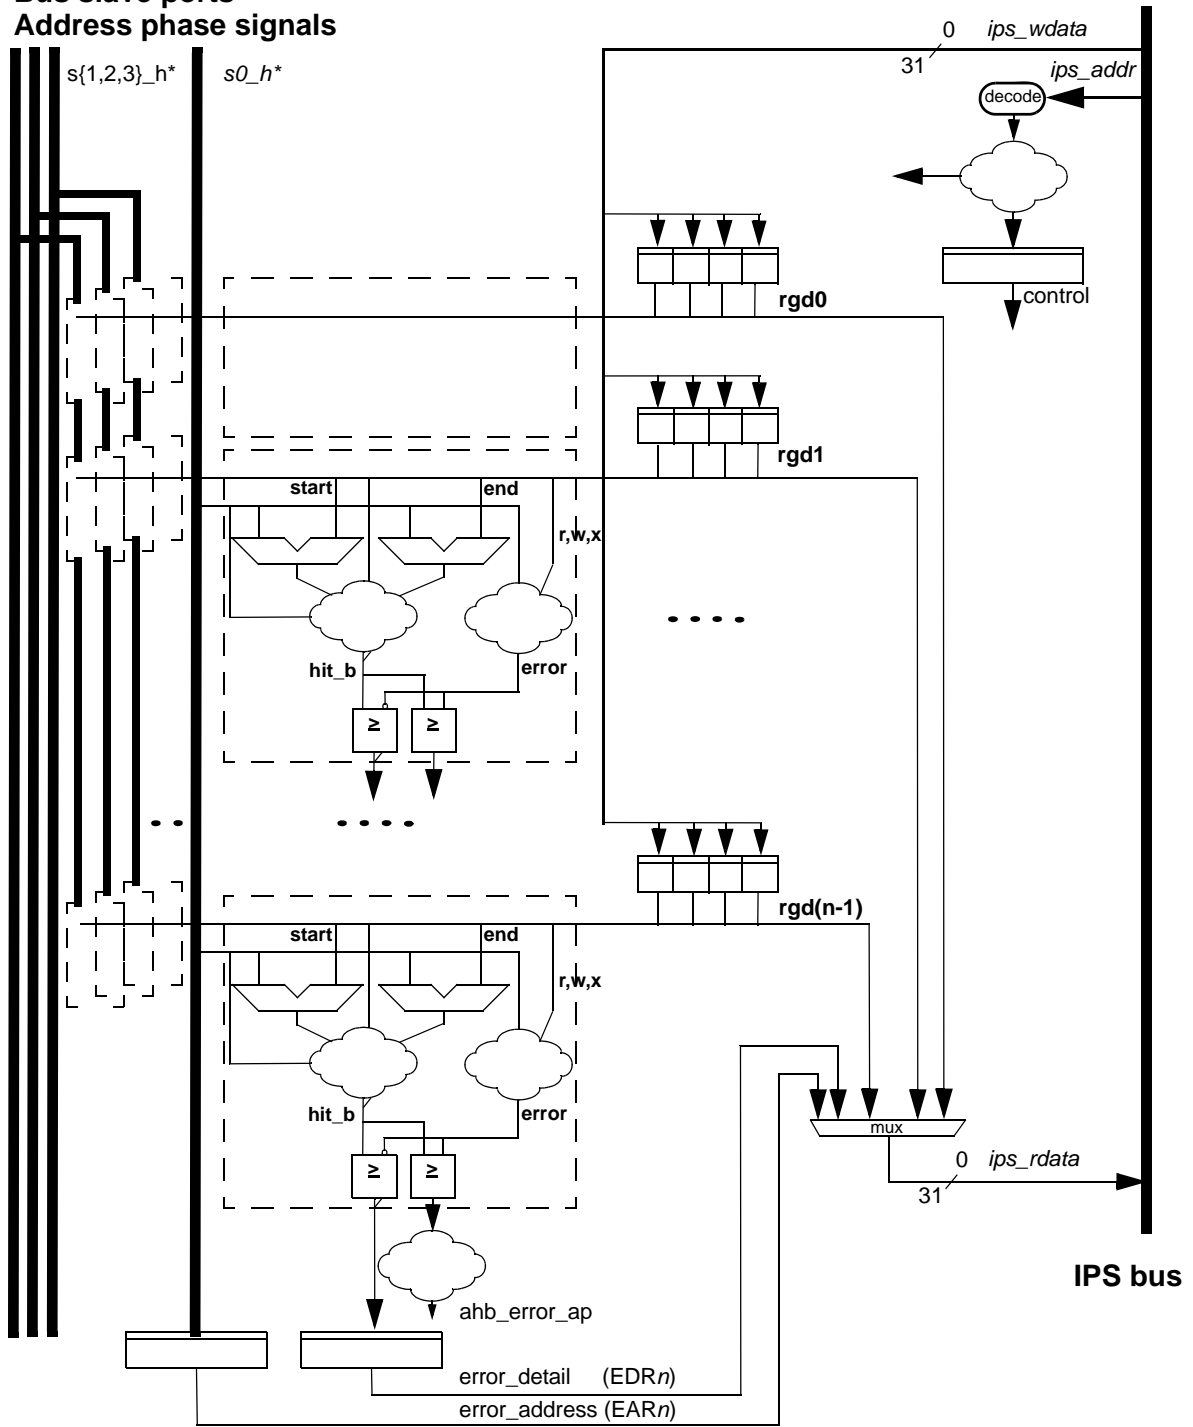 Bus slave ports
Address phase signals
s{1,2,3}_h*
s0_h*
0 ips_wdata
31
ips_addr
decode
control
rgd0
rgd1
start
end
r,w,x
hit_b
error
≥ ≥
rgd(n-1)
start
end
r,w,x
hit_b
error
≥ ≥
mux
0 ips_rdata
31
IPS bus
ahb_error_ap
error_detail (EDRn)
error_address (EARn)